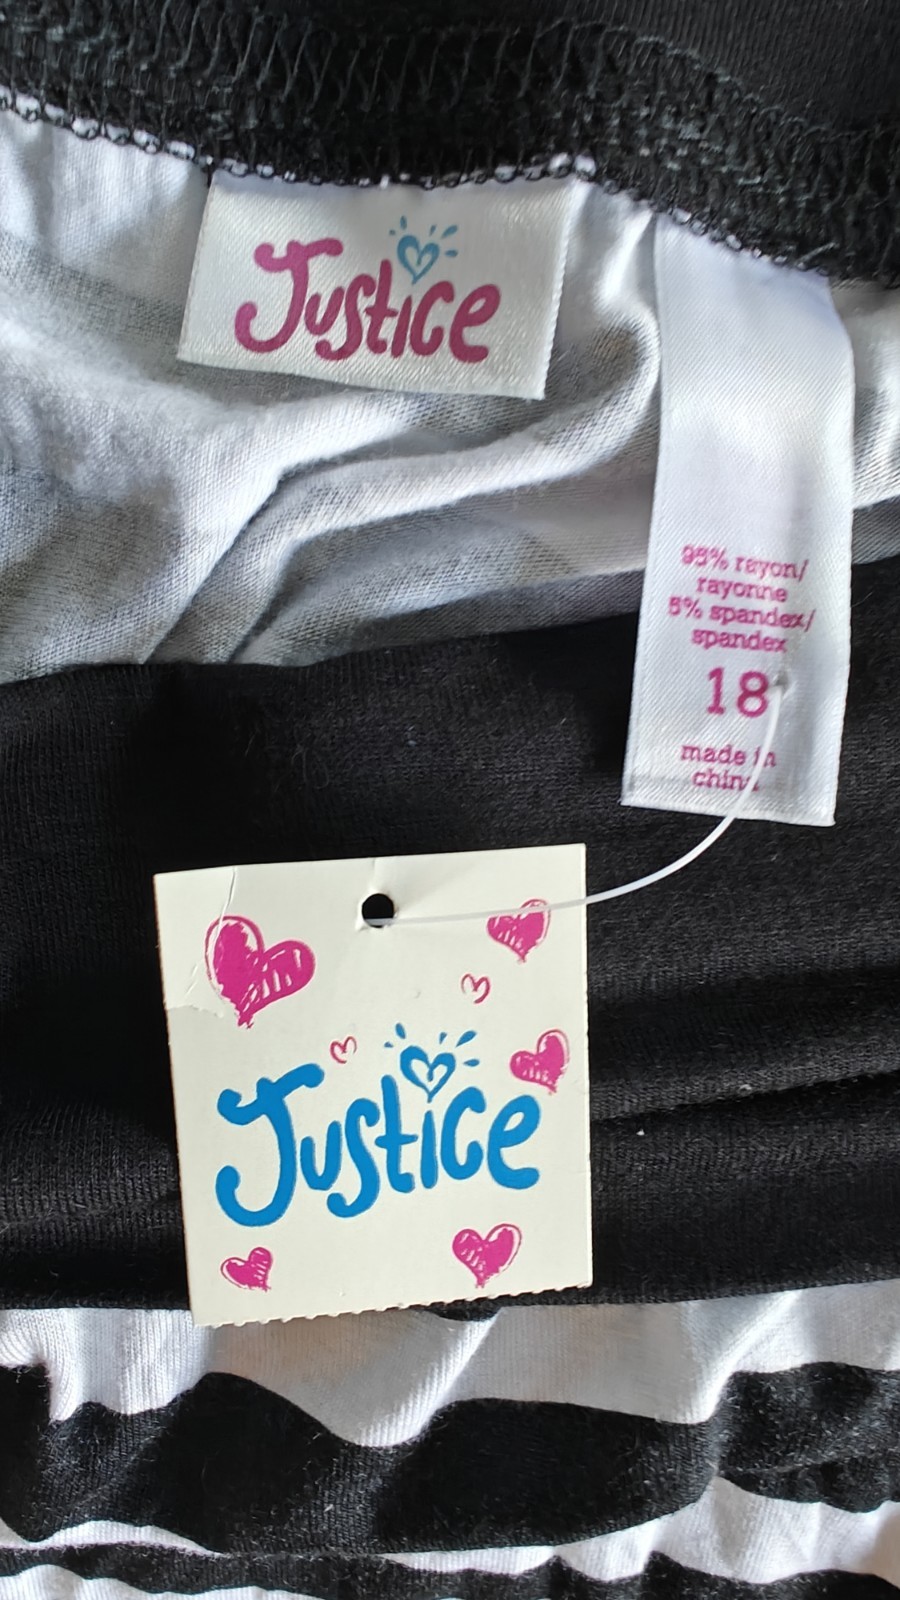 Justice
95% rayon/
rayonne
5% spandex/
spandex
18
made in
china
Justice